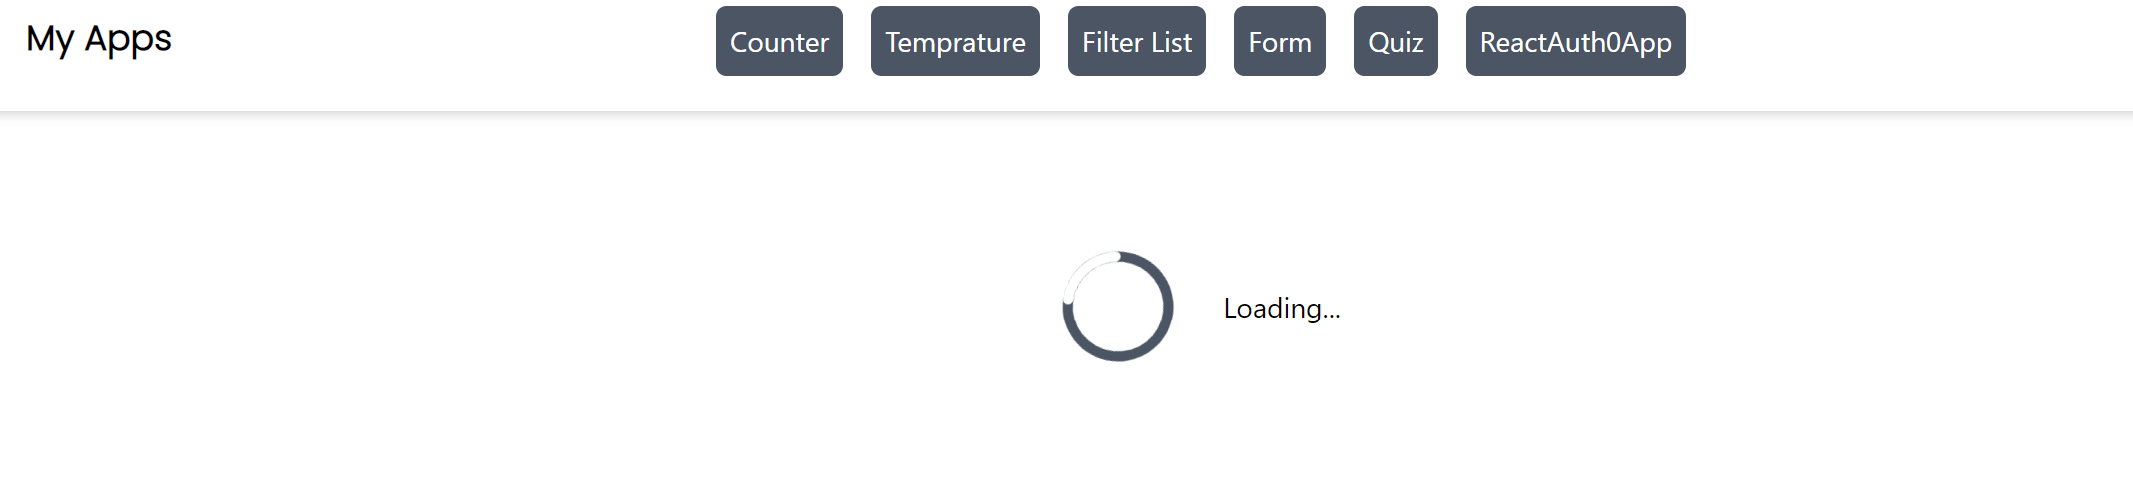 My Apps
Counter Temprature Filter List Form Quiz ReactAuth0App
Loading...